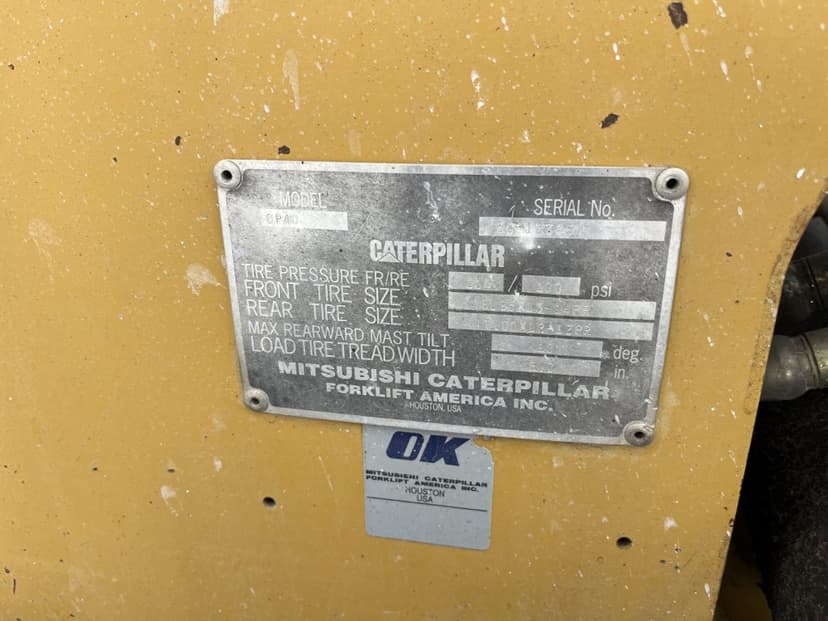 MODEL
SERIAL No.
CATERPILLAR
TIRE PRESSURE FR/RE / psi
FRONT TIRE SIZE
REAR TIRE SIZE
MAX REARWARD MAST TILT deg.
LOAD TIRE TREAD WIDTH in.
MITSUBISHI CATERPILLAR
FORKLIFT AMERICA INC.
HOUSTON, USA
OK
MITSUBISHI CATERPILLAR
FORKLIFT AMERICA INC.
HOUSTON
USA